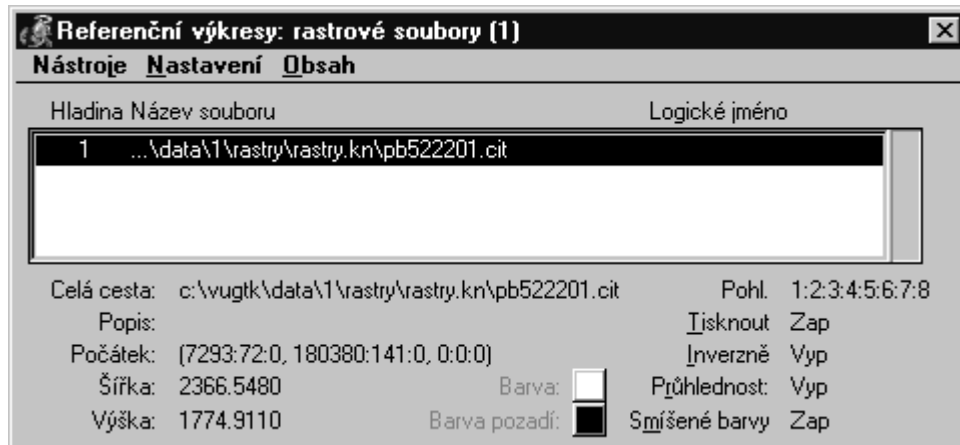 Referenční výkresy: rastrové soubory (1)
Nástroje Nastavení Obsah
Hladina Název souboru Logické jméno
1 ...\data\1\rastry\rastry.kn\pb522201.cit
Celá cesta: c:\vugtk\data\1\rastry\rastry.kn\pb522201.cit Pohl. 1:2:3:4:5:6:7:8
Popis: Tisknout Zap
Počátek: (7293:72:0, 180380:141:0, 0:0:0) Inverzně Vyp
Šířka: 2366.5480 Barva: Průhlednost: Vyp
Výška: 1774.9110 Barva pozadí: Smíšené barvy Zap